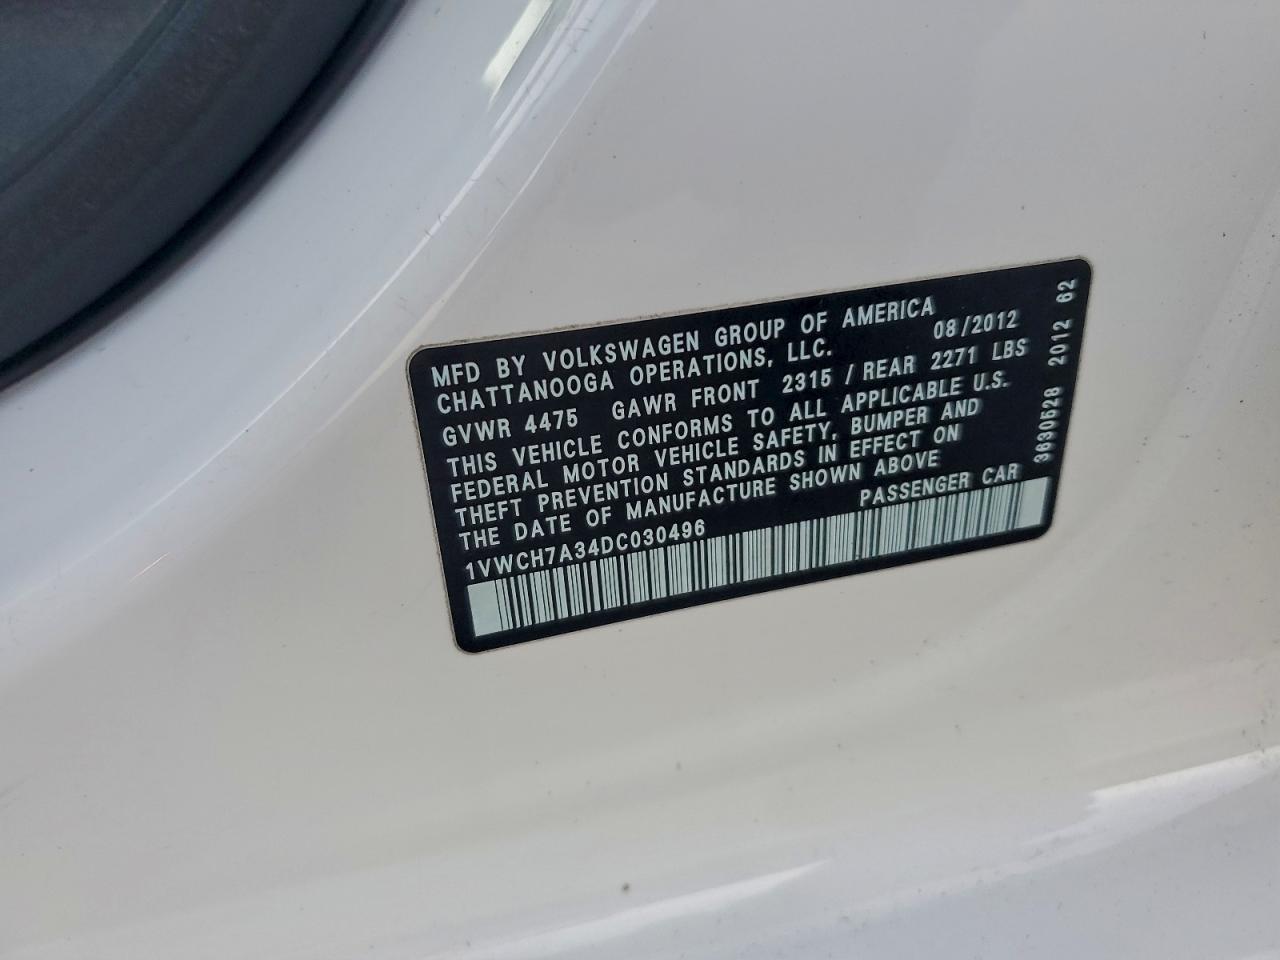 MFD BY VOLKSWAGEN GROUP OF AMERICA
CHATTANOOGA OPERATIONS, LLC. 08/2012
GVWR 4475 GAWR FRONT 2315 / REAR 2271 LBS
THIS VEHICLE CONFORMS TO ALL APPLICABLE U.S.
FEDERAL MOTOR VEHICLE SAFETY, BUMPER AND
THEFT PREVENTION STANDARDS IN EFFECT ON
THE DATE OF MANUFACTURE SHOWN ABOVE
1VWCH7A34DC030496 PASSENGER CAR
3630528 2012 62